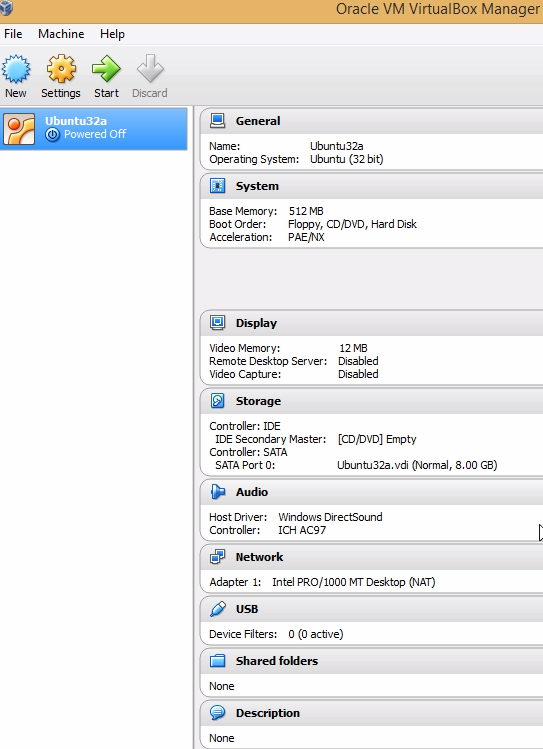 Oracle VM VirtualBox Manager
File Machine Help
New Settings Start Discard
Ubuntu32a
Powered Off
General
Name: Ubuntu32a
Operating System: Ubuntu (32 bit)
System
Base Memory: 512 MB
Boot Order: Floppy, CD/DVD, Hard Disk
Acceleration: PAE/NX
Display
Video Memory: 12 MB
Remote Desktop Server: Disabled
Video Capture: Disabled
Storage
Controller: IDE
IDE Secondary Master: [CD/DVD] Empty
Controller: SATA
SATA Port 0: Ubuntu32a.vdi (Normal, 8.00 GB)
Audio
Host Driver: Windows DirectSound
Controller: ICH AC97
Network
Adapter 1: Intel PRO/1000 MT Desktop (NAT)
USB
Device Filters: 0 (0 active)
Shared folders
None
Description
None